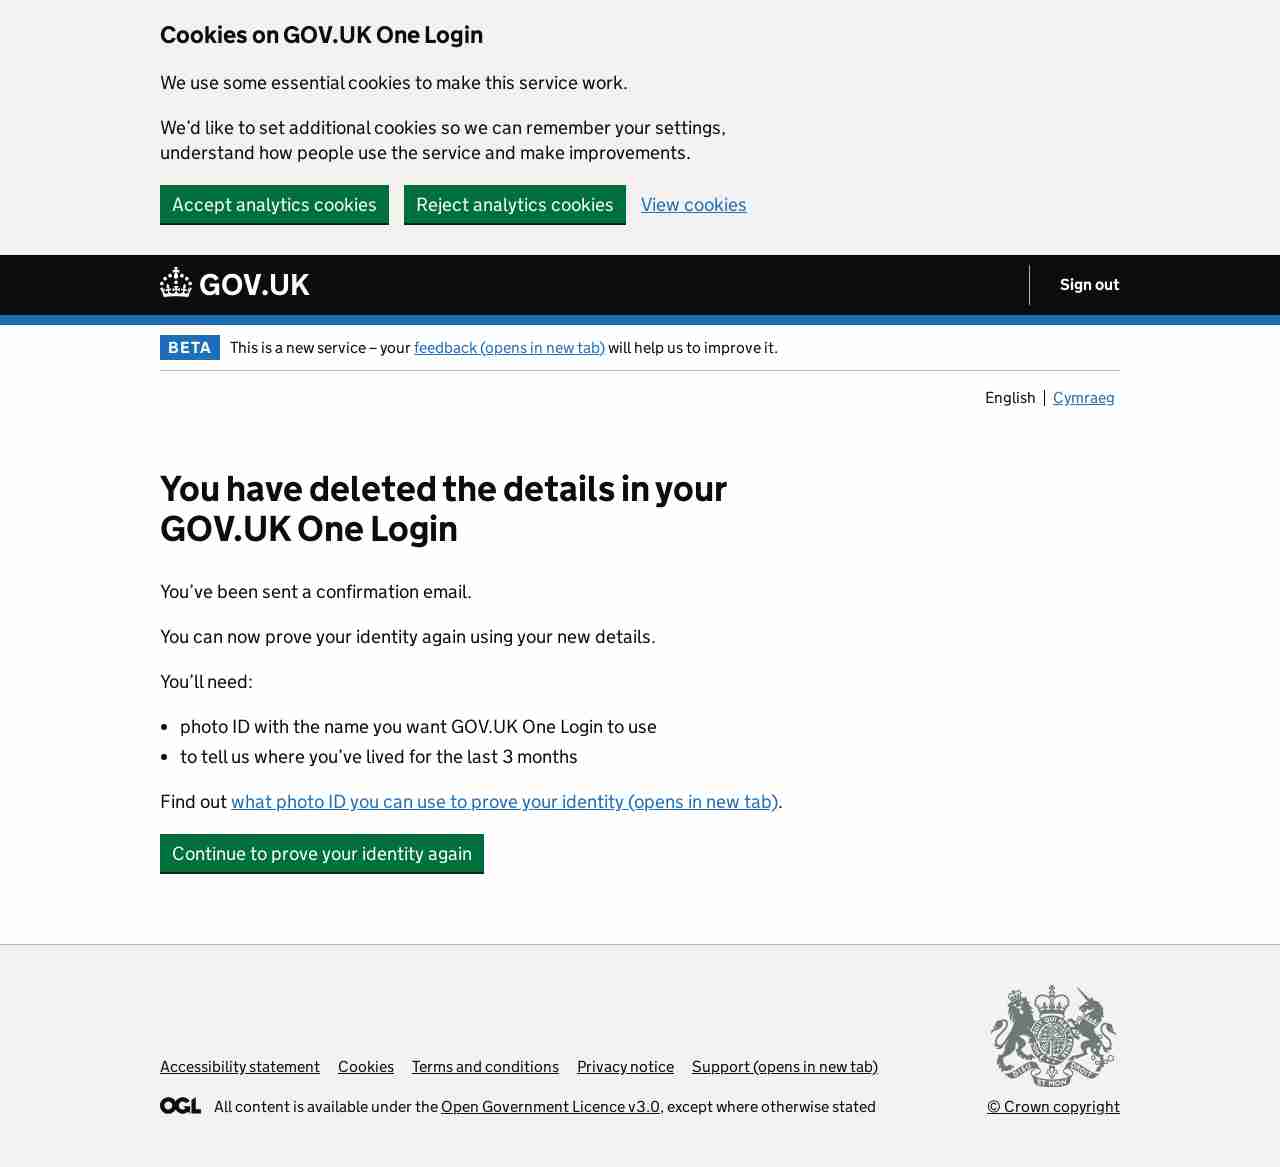 Cookies on GOV.UK One Login
We use some essential cookies to make this service work.
We’d like to set additional cookies so we can remember your settings,
understand how people use the service and make improvements.
Accept analytics cookies Reject analytics cookies View cookies
GOV.UK Sign out
BETA This is a new service – your feedback (opens in new tab) will help us to improve it.
English Cymraeg
You have deleted the details in your
GOV.UK One Login
You’ve been sent a confirmation email.
You can now prove your identity again using your new details.
You’ll need:
• photo ID with the name you want GOV.UK One Login to use
• to tell us where you’ve lived for the last 3 months
Find out what photo ID you can use to prove your identity (opens in new tab).
Continue to prove your identity again
Accessibility statement Cookies Terms and conditions Privacy notice Support (opens in new tab)
OGL All content is available under the Open Government Licence v3.0, except where otherwise stated
© Crown copyright